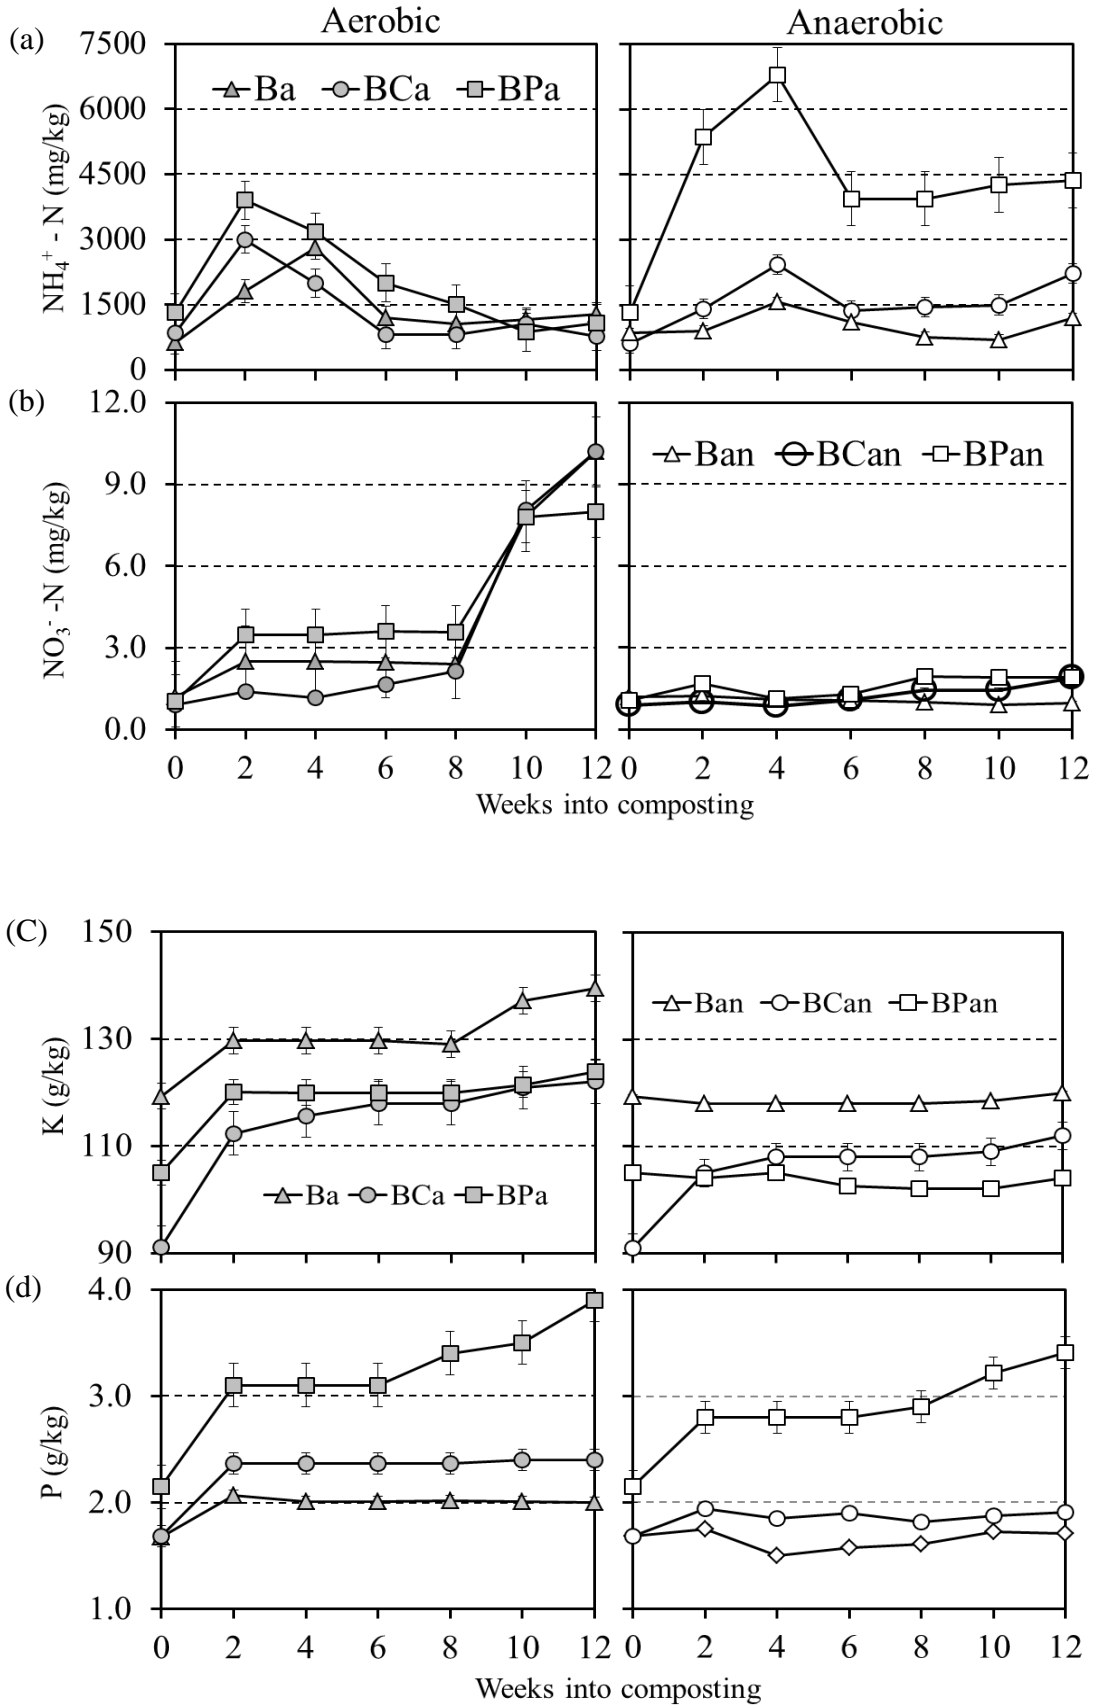 Aerobic Anaerobic
(a)
7500
6000
4500
3000
1500
0
NH4+ - N (mg/kg)
Ba BCa BPa
(b)
12.0
9.0
6.0
3.0
0.0
NO3- -N (mg/kg)
Ban BCan BPan
0 2 4 6 8 10 12 0 2 4 6 8 10 12
Weeks into composting
(C)
150
130
110
90
K (g/kg)
Ba BCa BPa
Ban BCan BPan
(d)
4.0
3.0
2.0
1.0
P (g/kg)
0 2 4 6 8 10 12 0 2 4 6 8 10 12
Weeks into composting